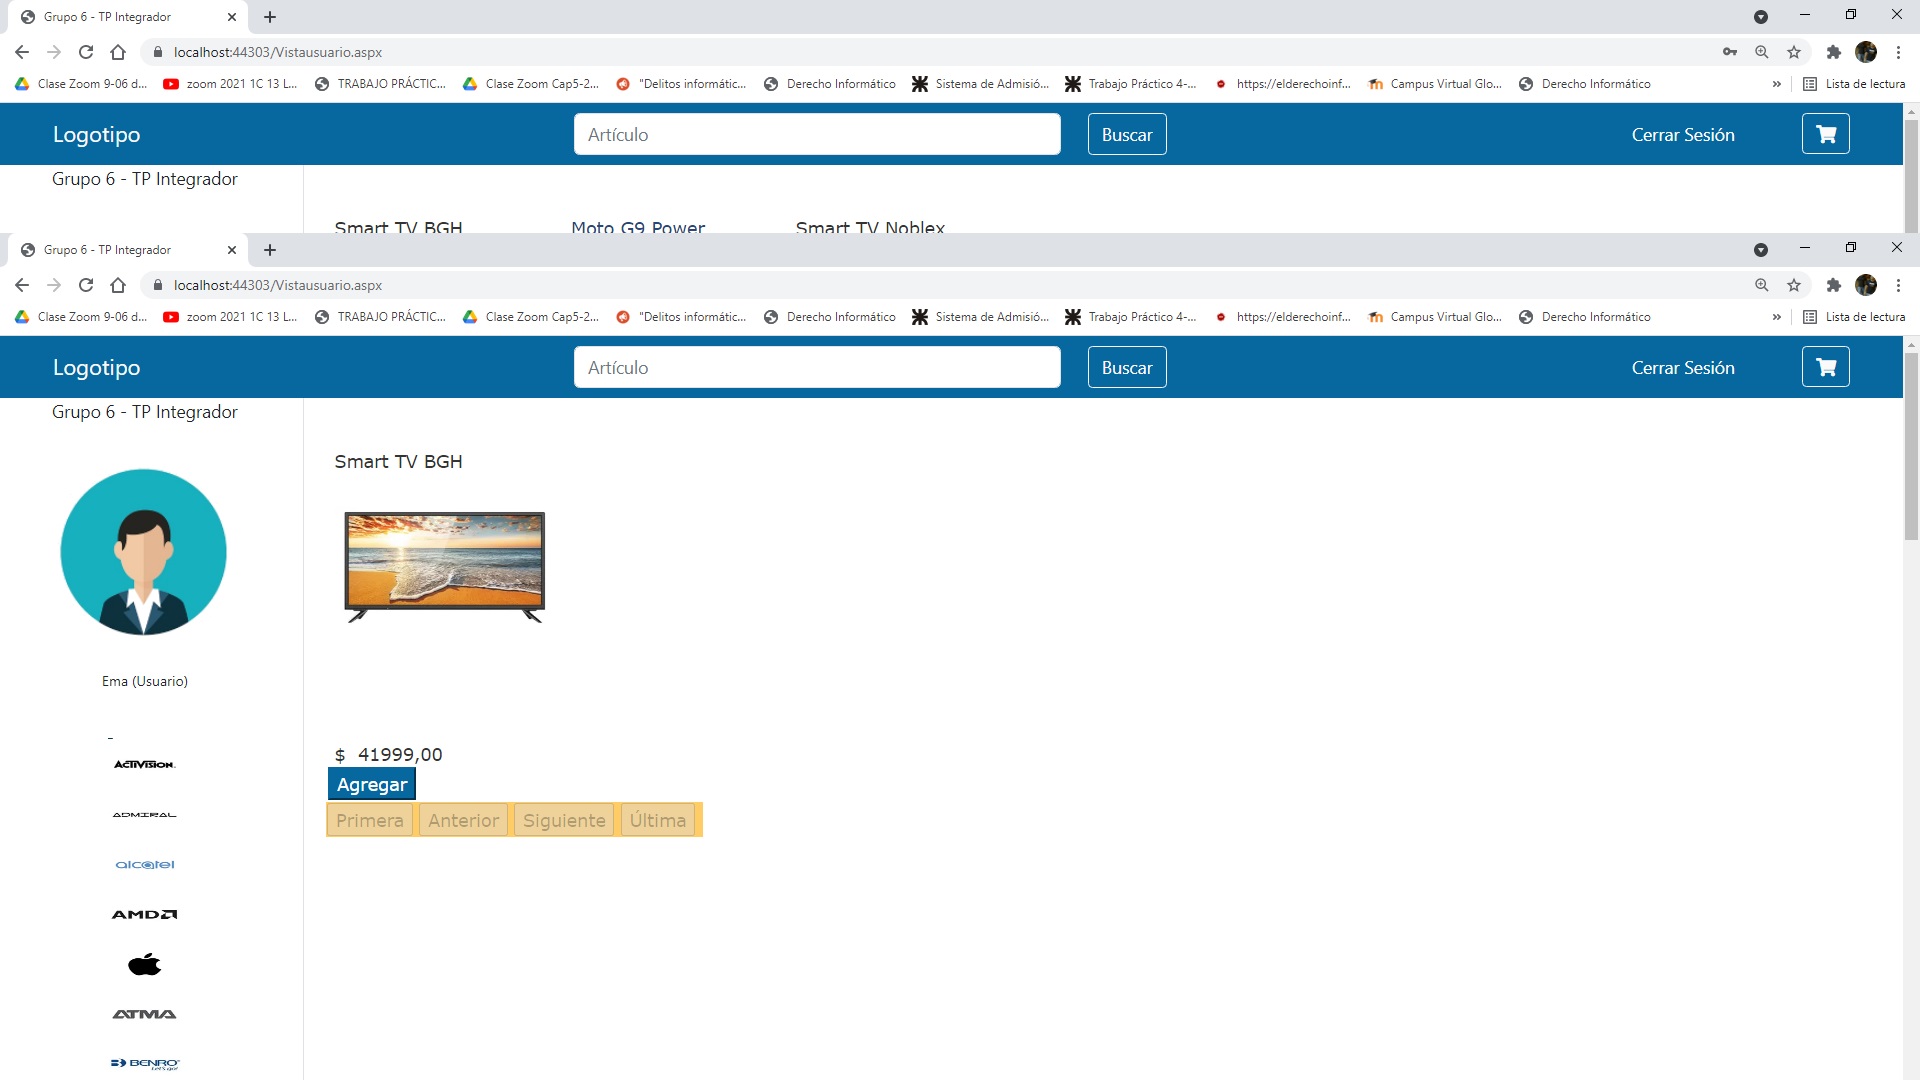 Grupo 6 - TP Integrador
localhost:44303/Vistausuario.aspx
Clase Zoom 9-06 d... zoom 2021 1C 13 L... TRABAJO PRÁCTIC... Clase Zoom Cap5-2... "Delitos informátic... Derecho Informático Sistema de Admisió... Trabajo Práctico 4-... https://elderechoinf... Campus Virtual Glo... Derecho Informático » Lista de lectura
Logotipo Artículo Buscar Cerrar Sesión
Grupo 6 - TP Integrador
Smart TV BGH Moto G9 Power Smart TV Noblex
Grupo 6 - TP Integrador
localhost:44303/Vistausuario.aspx
Clase Zoom 9-06 d... zoom 2021 1C 13 L... TRABAJO PRÁCTIC... Clase Zoom Cap5-2... "Delitos informátic... Derecho Informático Sistema de Admisió... Trabajo Práctico 4-... https://elderechoinf... Campus Virtual Glo... Derecho Informático » Lista de lectura
Logotipo Artículo Buscar Cerrar Sesión
Grupo 6 - TP Integrador
Smart TV BGH
Ema (Usuario)
-
$ 41999,00
Agregar
Primera Anterior Siguiente Última
ACTIVISION.
ADMIRAL
alcatel
AMD
ATMA
BENRO
Let's go!